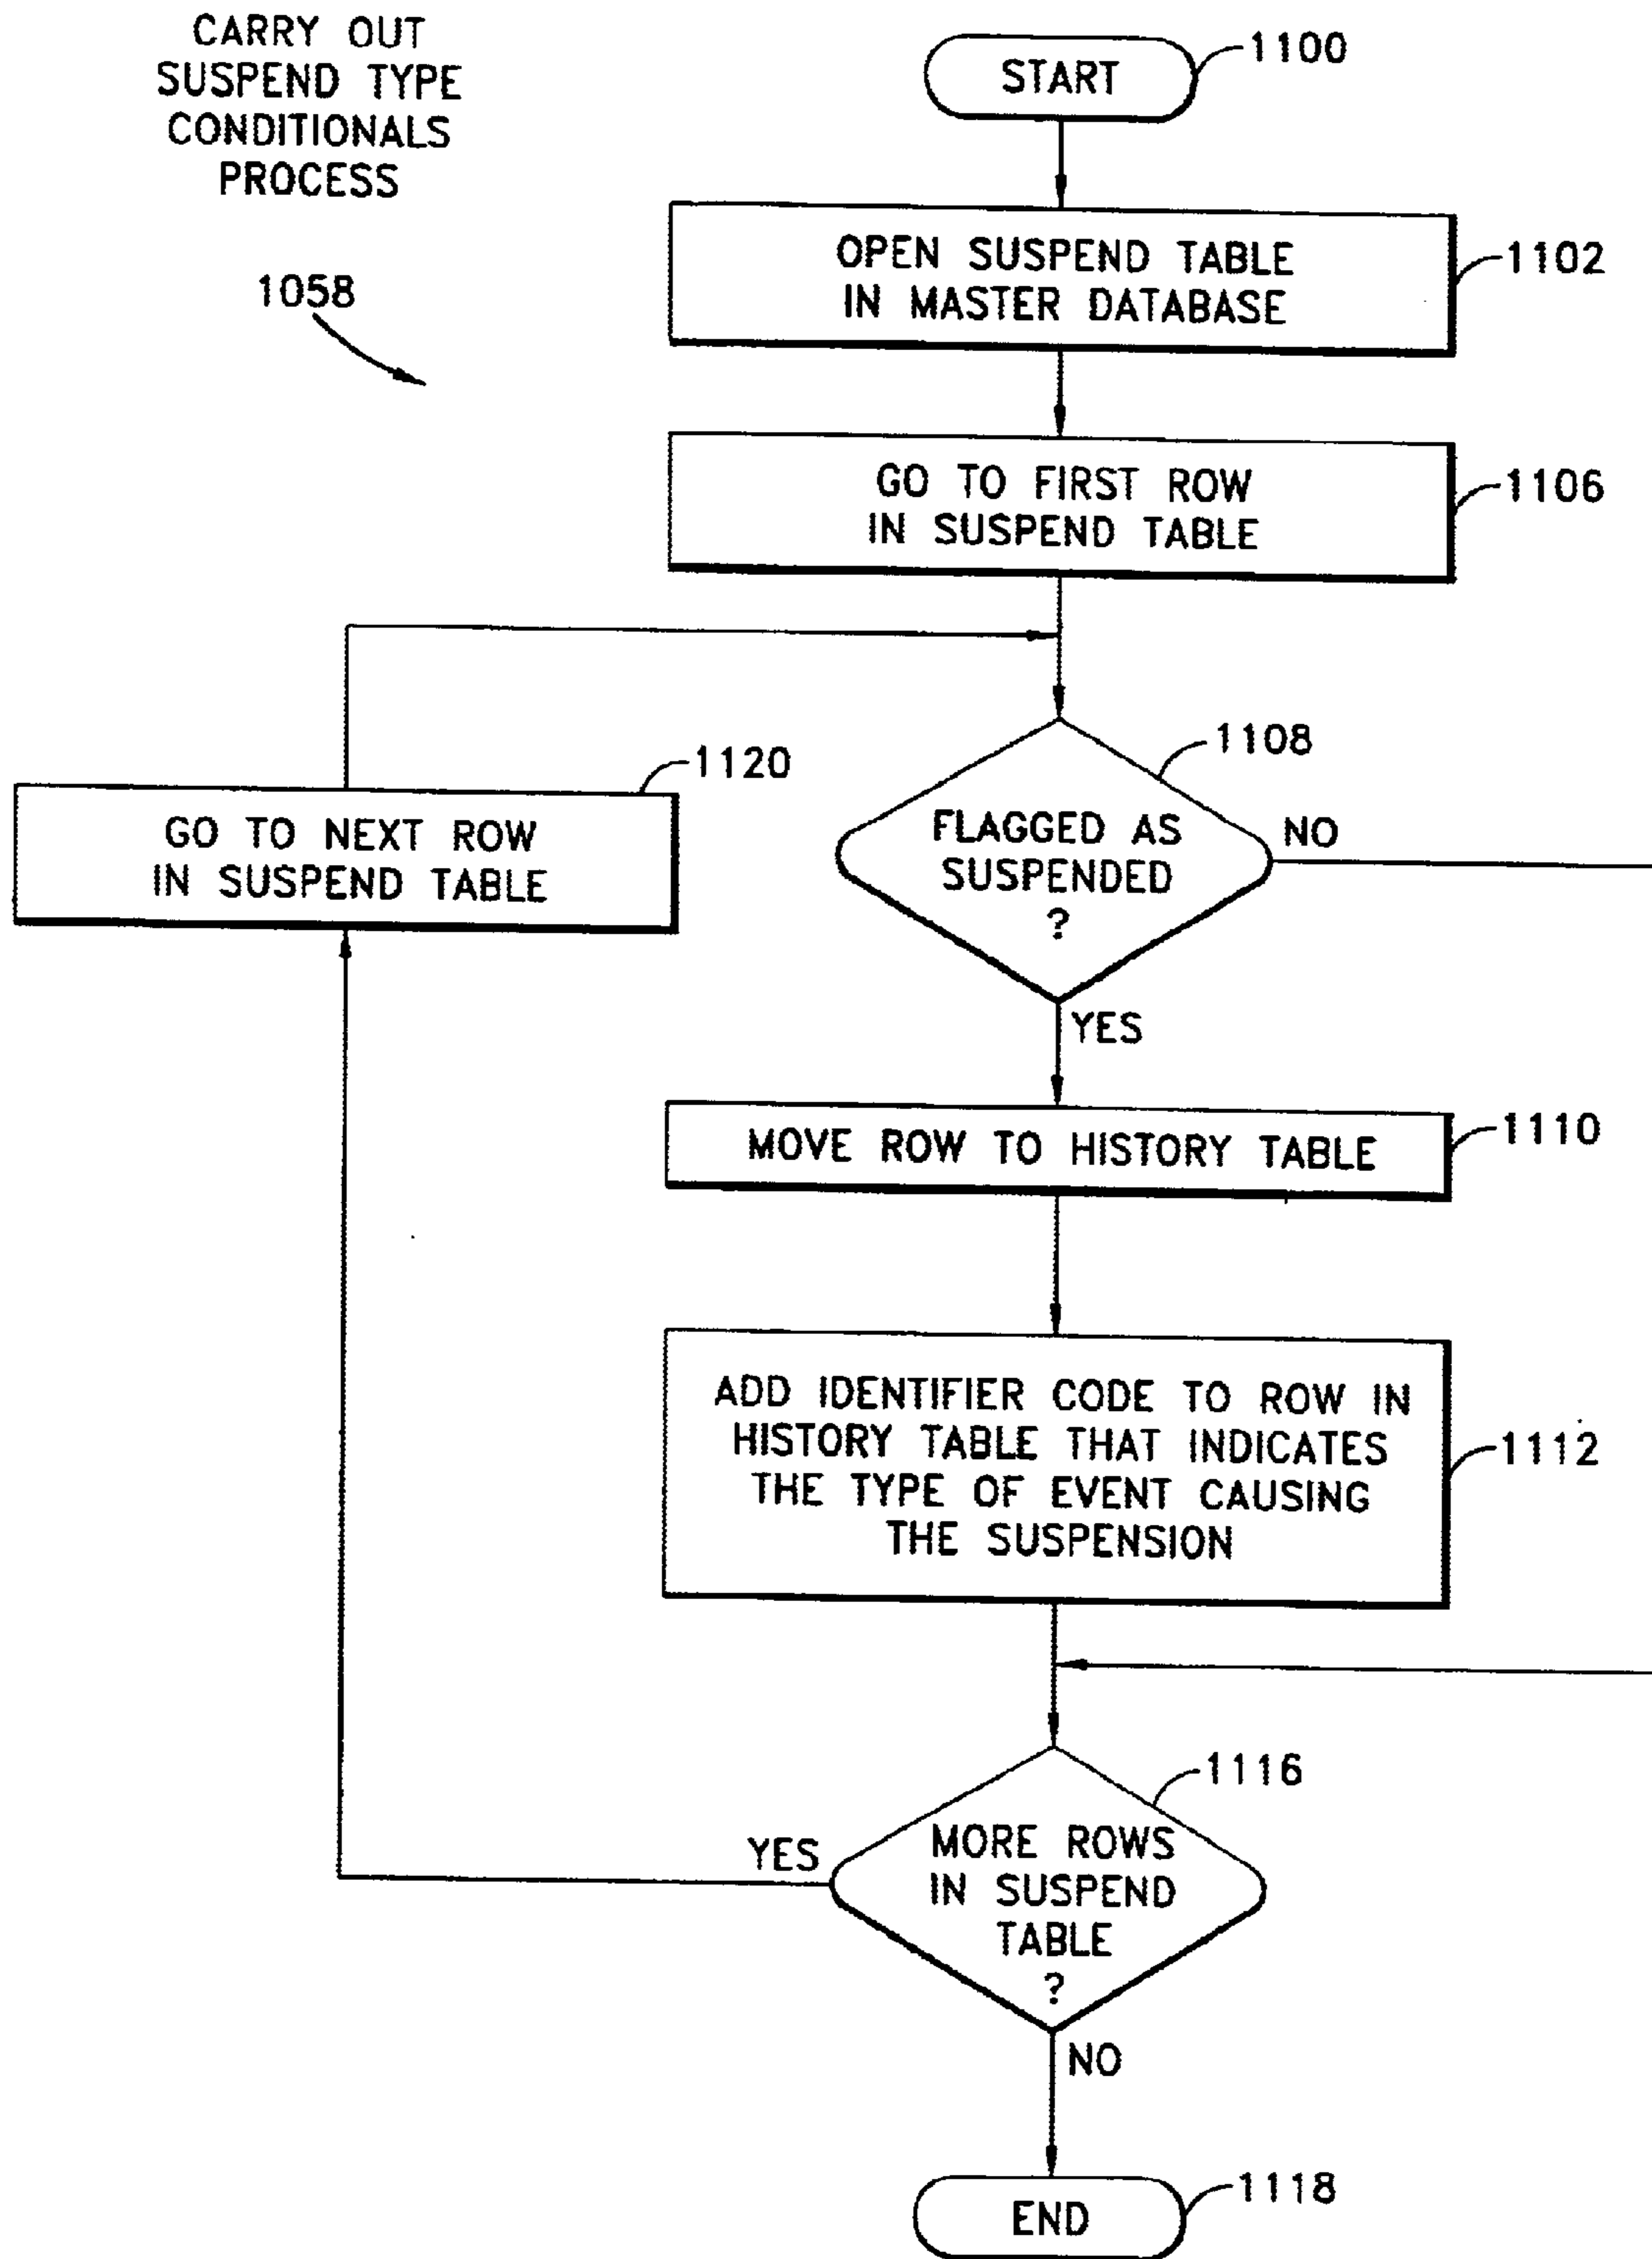 CARRY OUT
SUSPEND TYPE
CONDITIONALS
PROCESS
1058
START
1100
OPEN SUSPEND TABLE
IN MASTER DATABASE
1102
GO TO FIRST ROW
IN SUSPEND TABLE
1106
1120
GO TO NEXT ROW
IN SUSPEND TABLE
1108
FLAGGED AS
SUSPENDED
?
NO
YES
MOVE ROW TO HISTORY TABLE
1110
ADD IDENTIFIER CODE TO ROW IN
HISTORY TABLE THAT INDICATES
THE TYPE OF EVENT CAUSING
THE SUSPENSION
1112
1116
MORE ROWS
IN SUSPEND
TABLE
?
YES
NO
END
1118